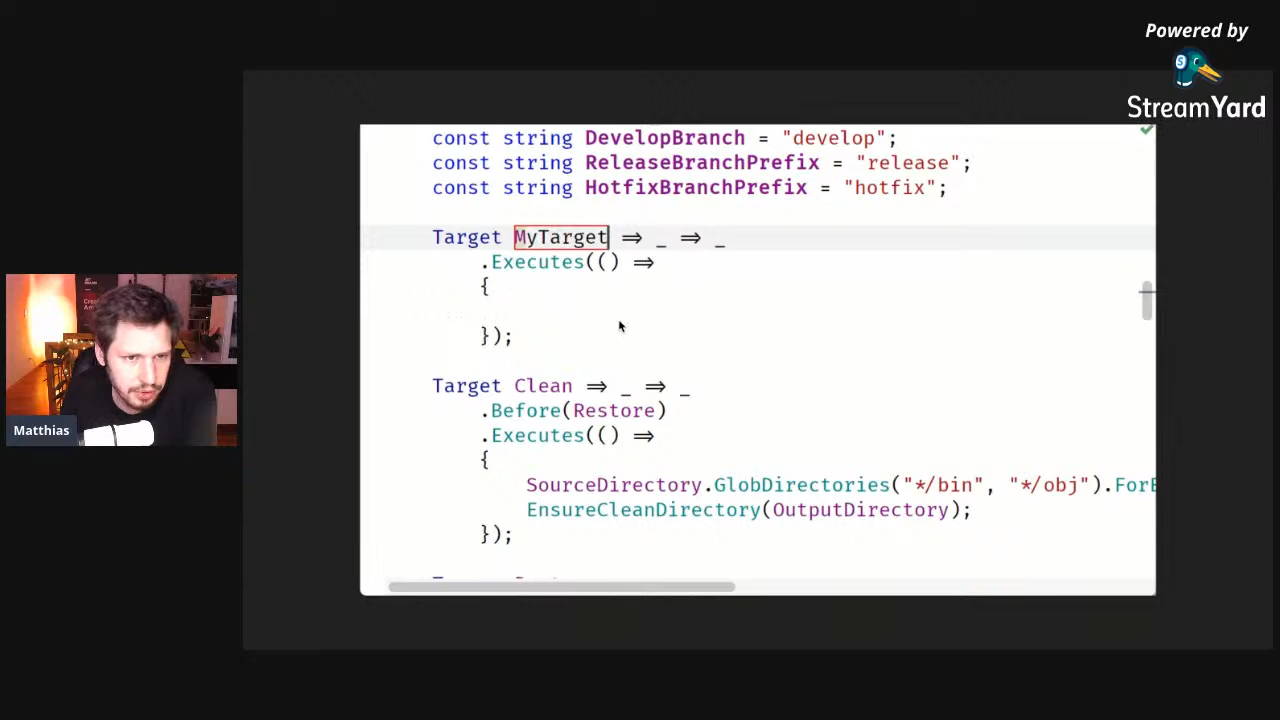 Powered by
StreamYard
const string DevelopBranch = "develop";
const string ReleaseBranchPrefix = "release";
const string HotfixBranchPrefix = "hotfix";
Target MyTarget ⇒ _ ⇒ _
.Executes(() ⇒
{
});
Target Clean ⇒ _ ⇒ _
.Before(Restore)
.Executes(() ⇒
{
SourceDirectory.GlobDirectories("*/bin", "*/obj").ForE
EnsureCleanDirectory(OutputDirectory);
});
Matthias